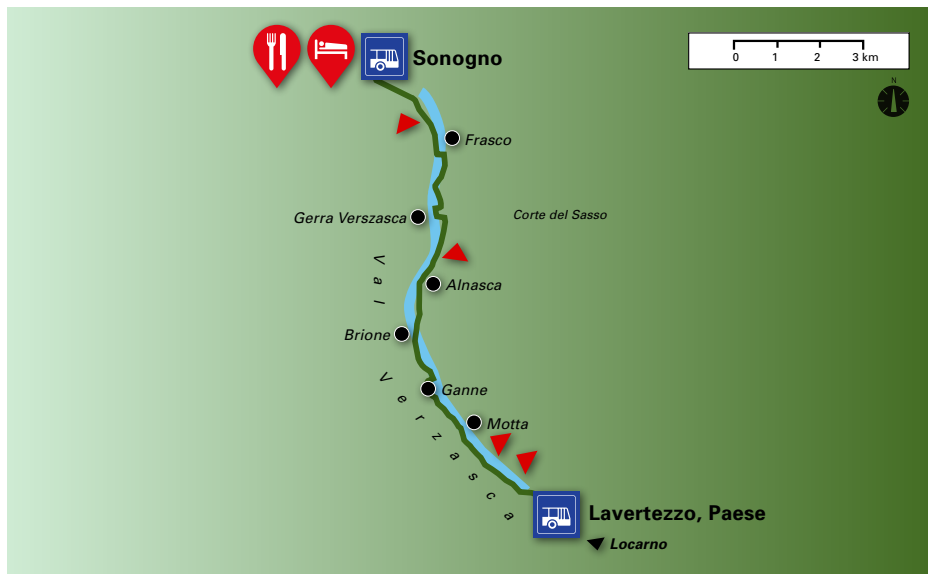 Sonogno
0 1 2 3 km
N
Frasco
Gerra Verszasca
Corte del Sasso
Val
Alnasca
Brione
Verzasca
Ganne
Motta
Lavertezzo, Paese
Locarno